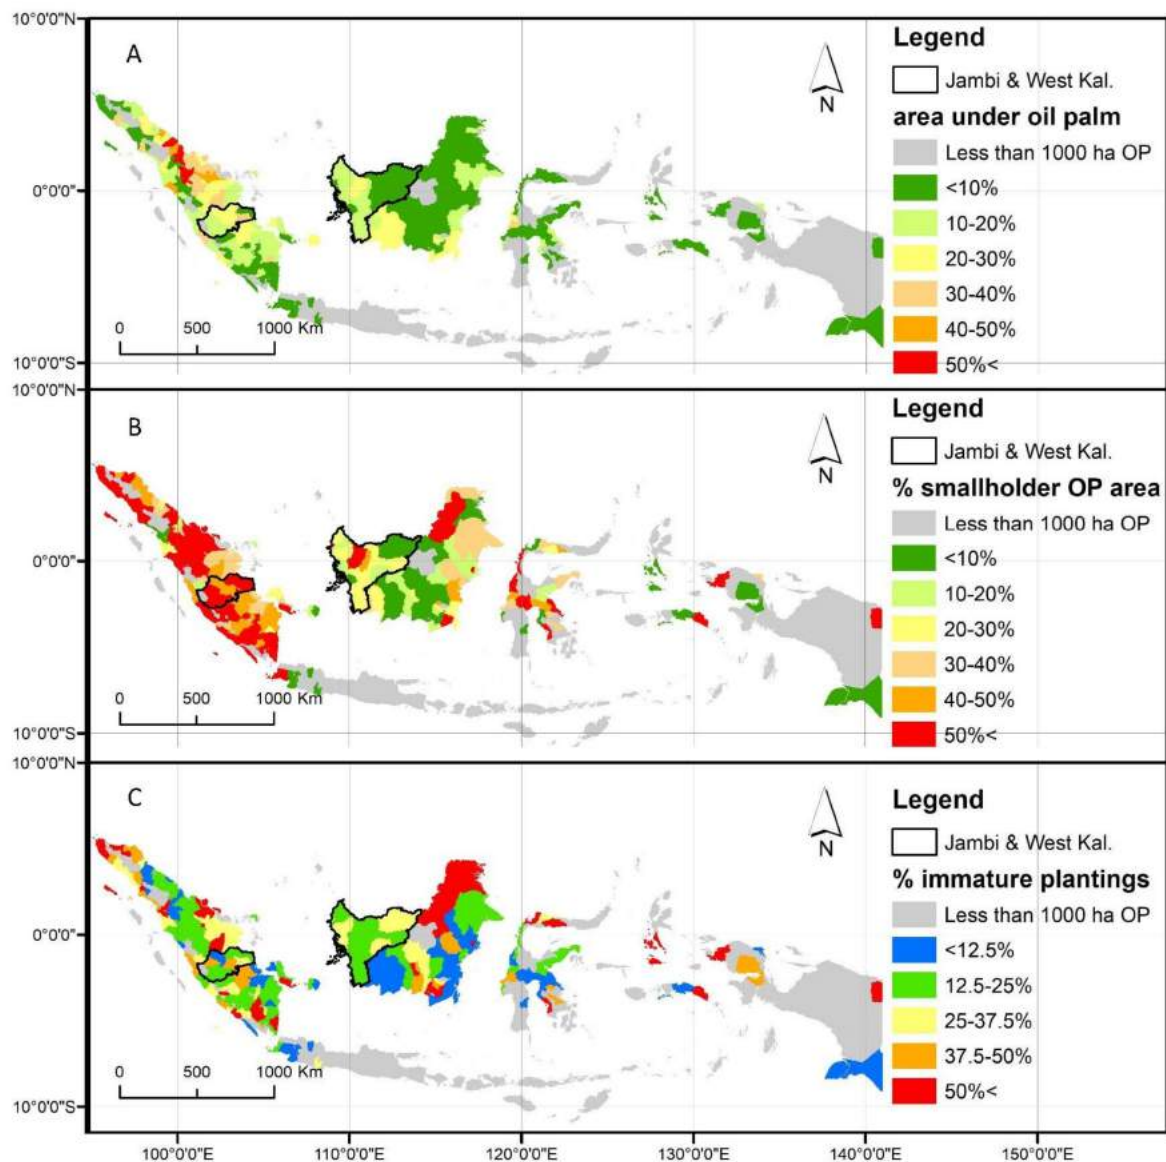 10°0'0"N
A
Legend
Jambi & West Kal.
area under oil palm
N
Less than 1000 ha OP
0°0'0"
<10%
10-20%
20-30%
30-40%
0 500 1000 Km
40-50%
50%<
10°0'0"S
10°0'0"N
B
Legend
Jambi & West Kal.
% smallholder OP area
N
Less than 1000 ha OP
0°0'0"
<10%
10-20%
20-30%
30-40%
0 500 1000 Km
40-50%
50%<
10°0'0"S
10°0'0"N
C
Legend
Jambi & West Kal.
% immature plantings
N
Less than 1000 ha OP
0°0'0"
<12.5%
12.5-25%
25-37.5%
37.5-50%
0 500 1000 Km
50%<
10°0'0"S
100°0'0"E 110°0'0"E 120°0'0"E 130°0'0"E 140°0'0"E 150°0'0"E